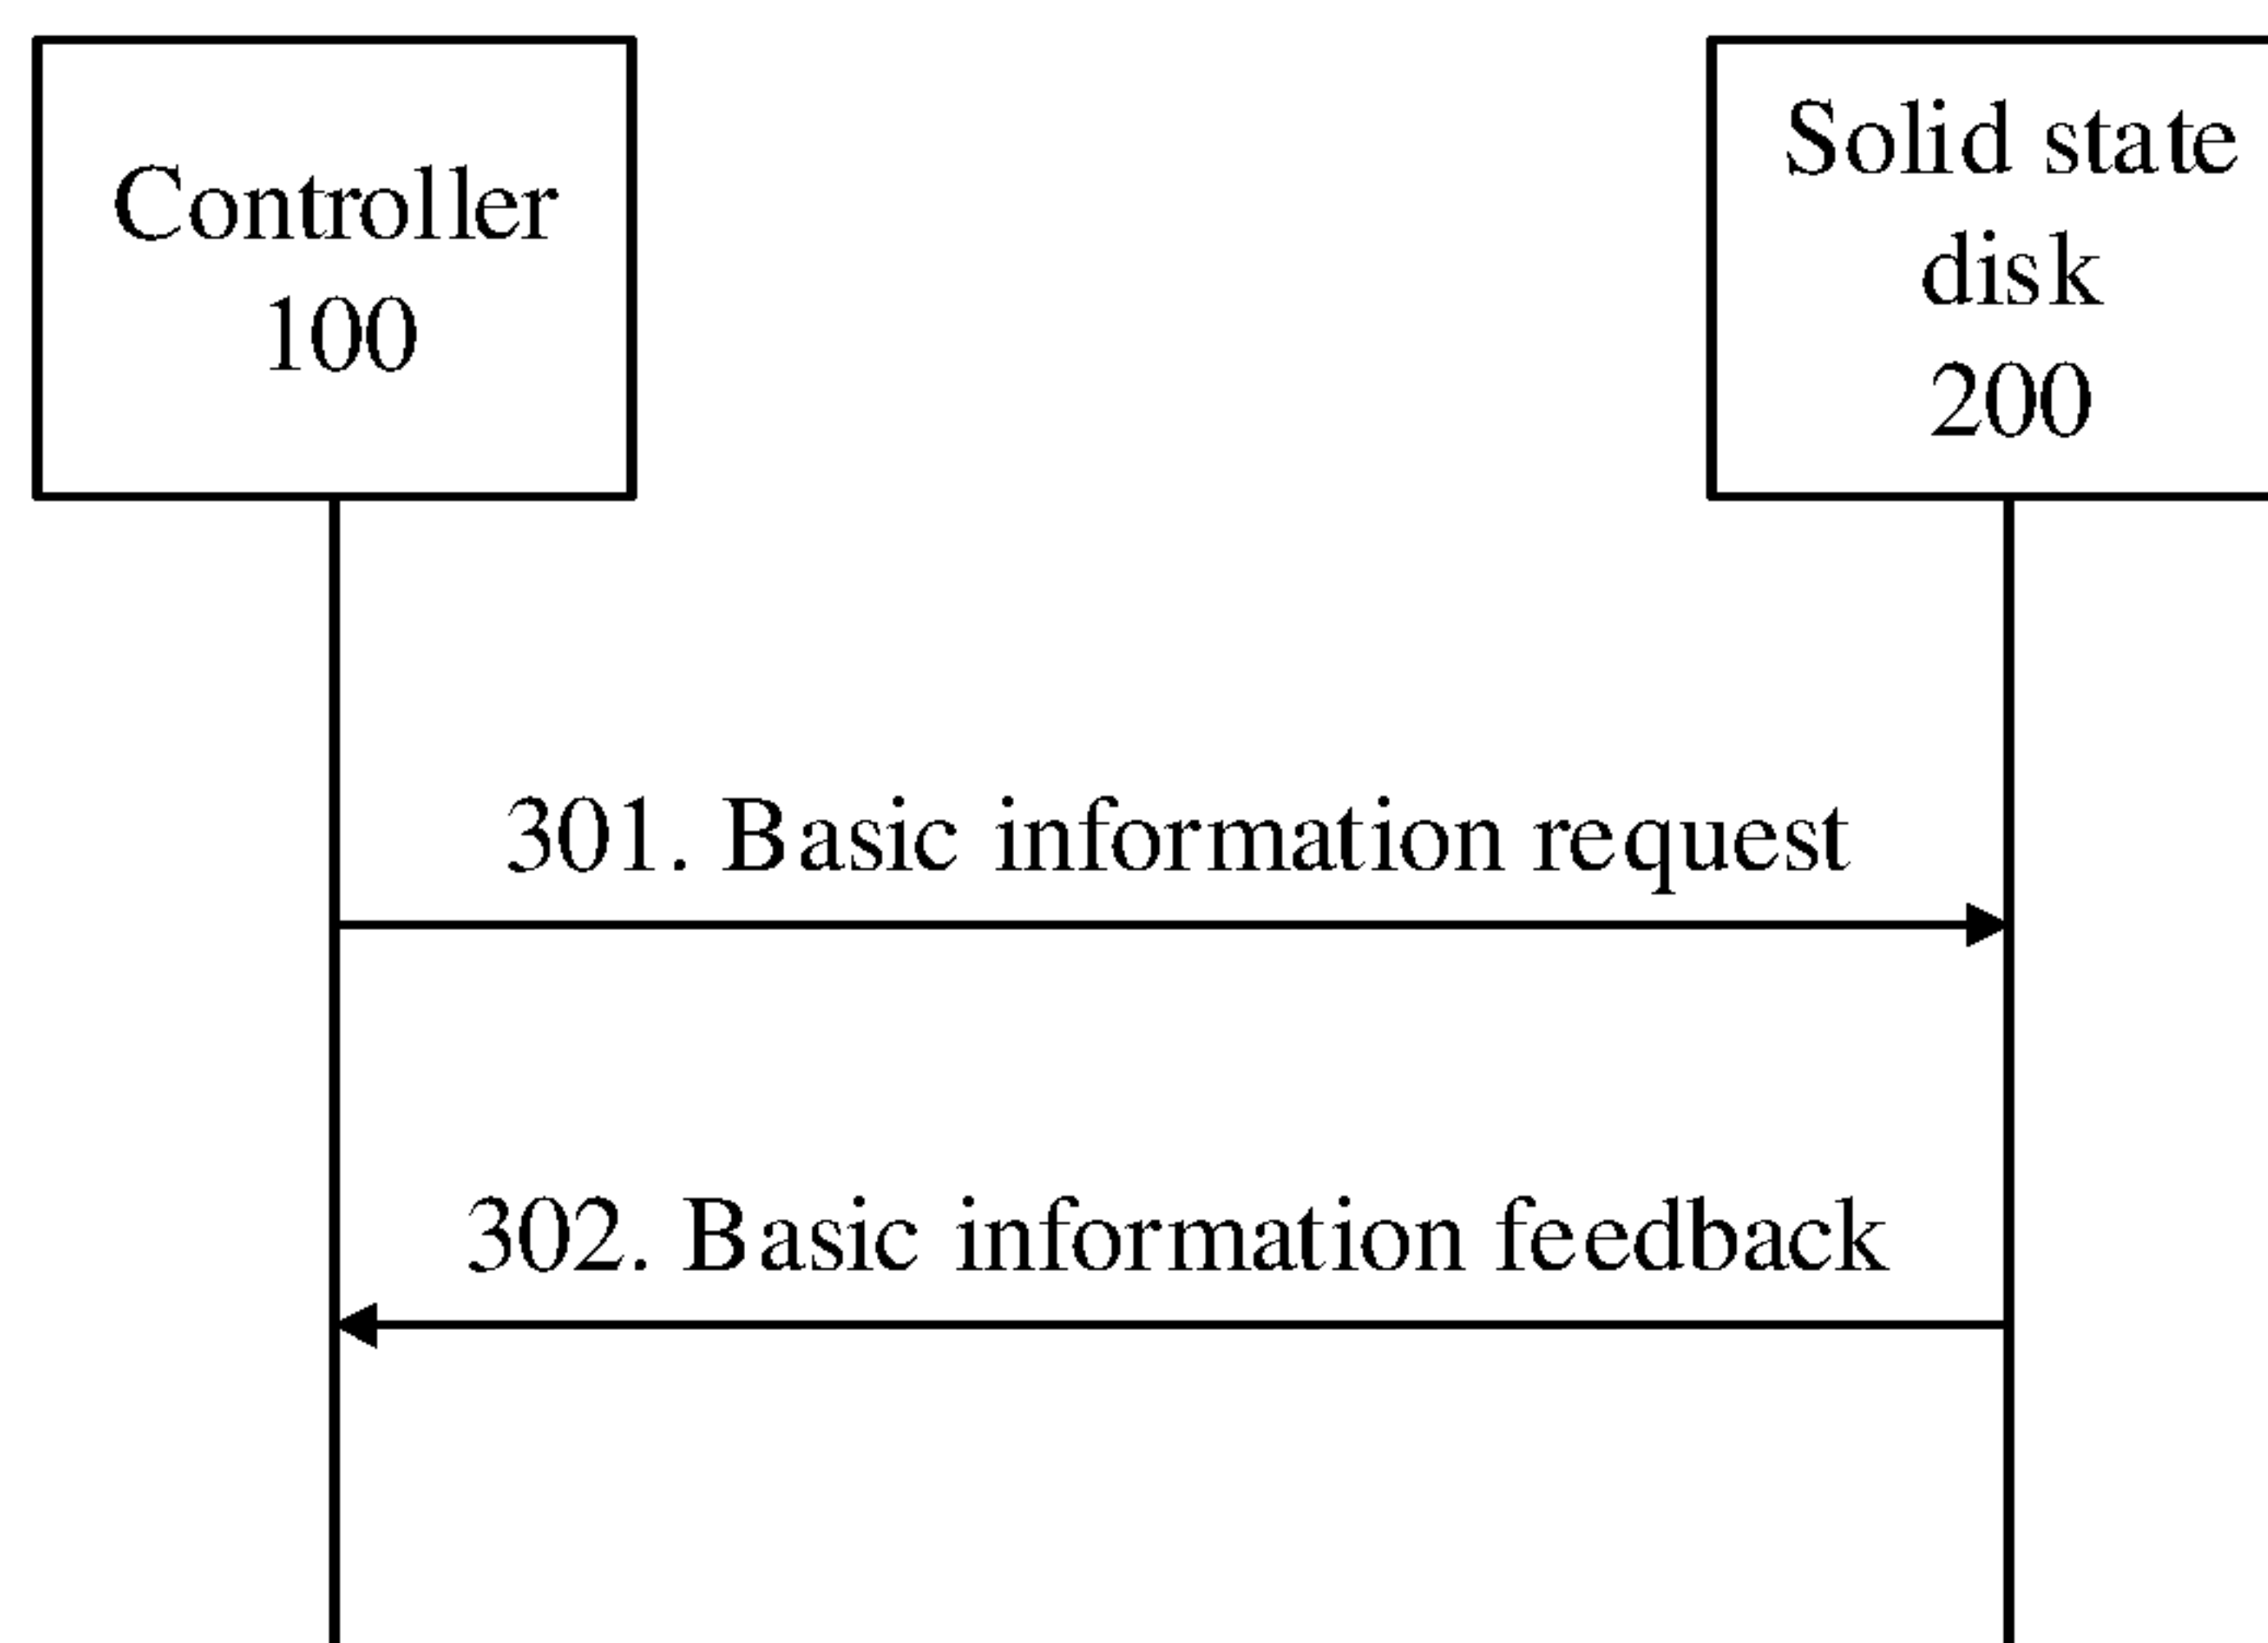 Controller
100
Solid state
disk
200
301. Basic information request
302. Basic information feedback